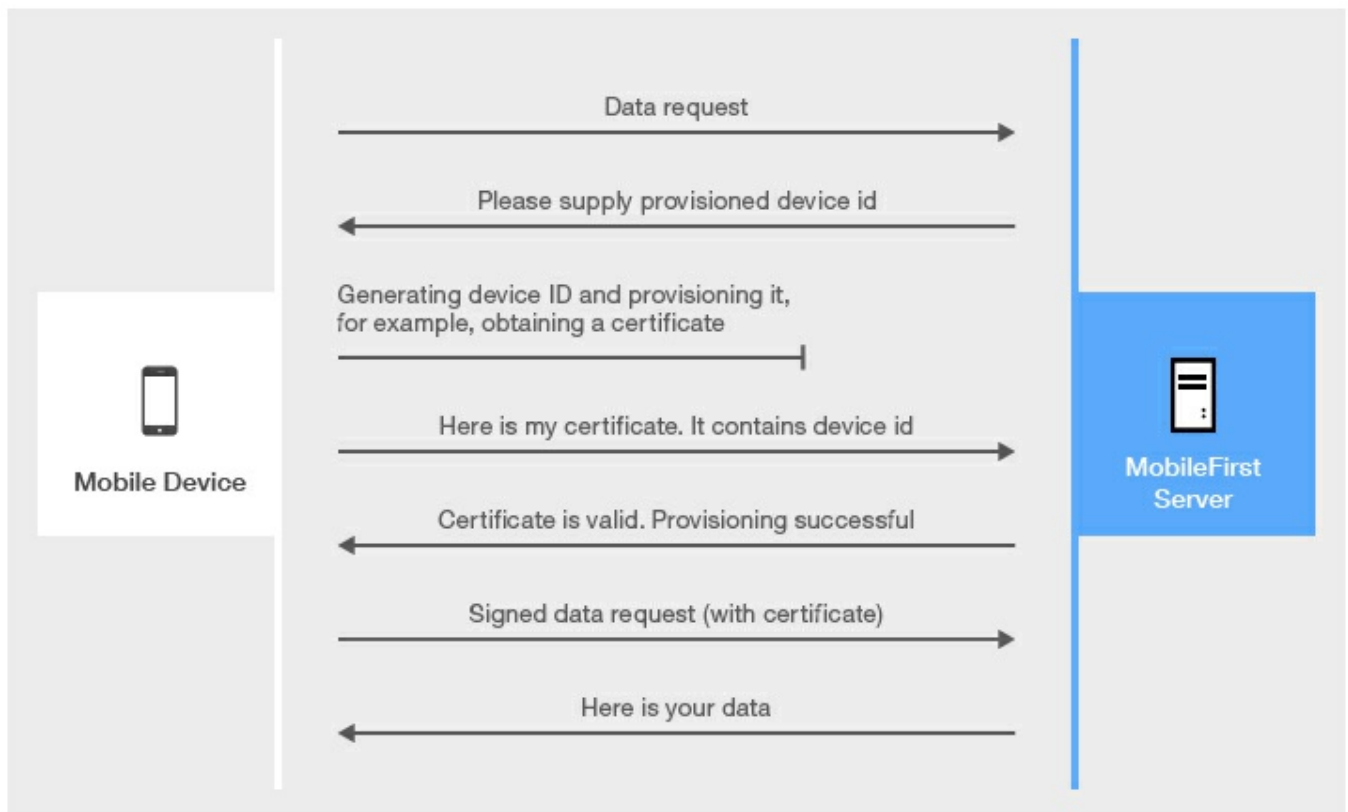 Data request
Please supply provisioned device id
Generating device ID and provisioning it,
for example, obtaining a certificate
Here is my certificate. It contains device id
Mobile Device
MobileFirst
Server
Certificate is valid. Provisioning successful
Signed data request (with certificate)
Here is your data